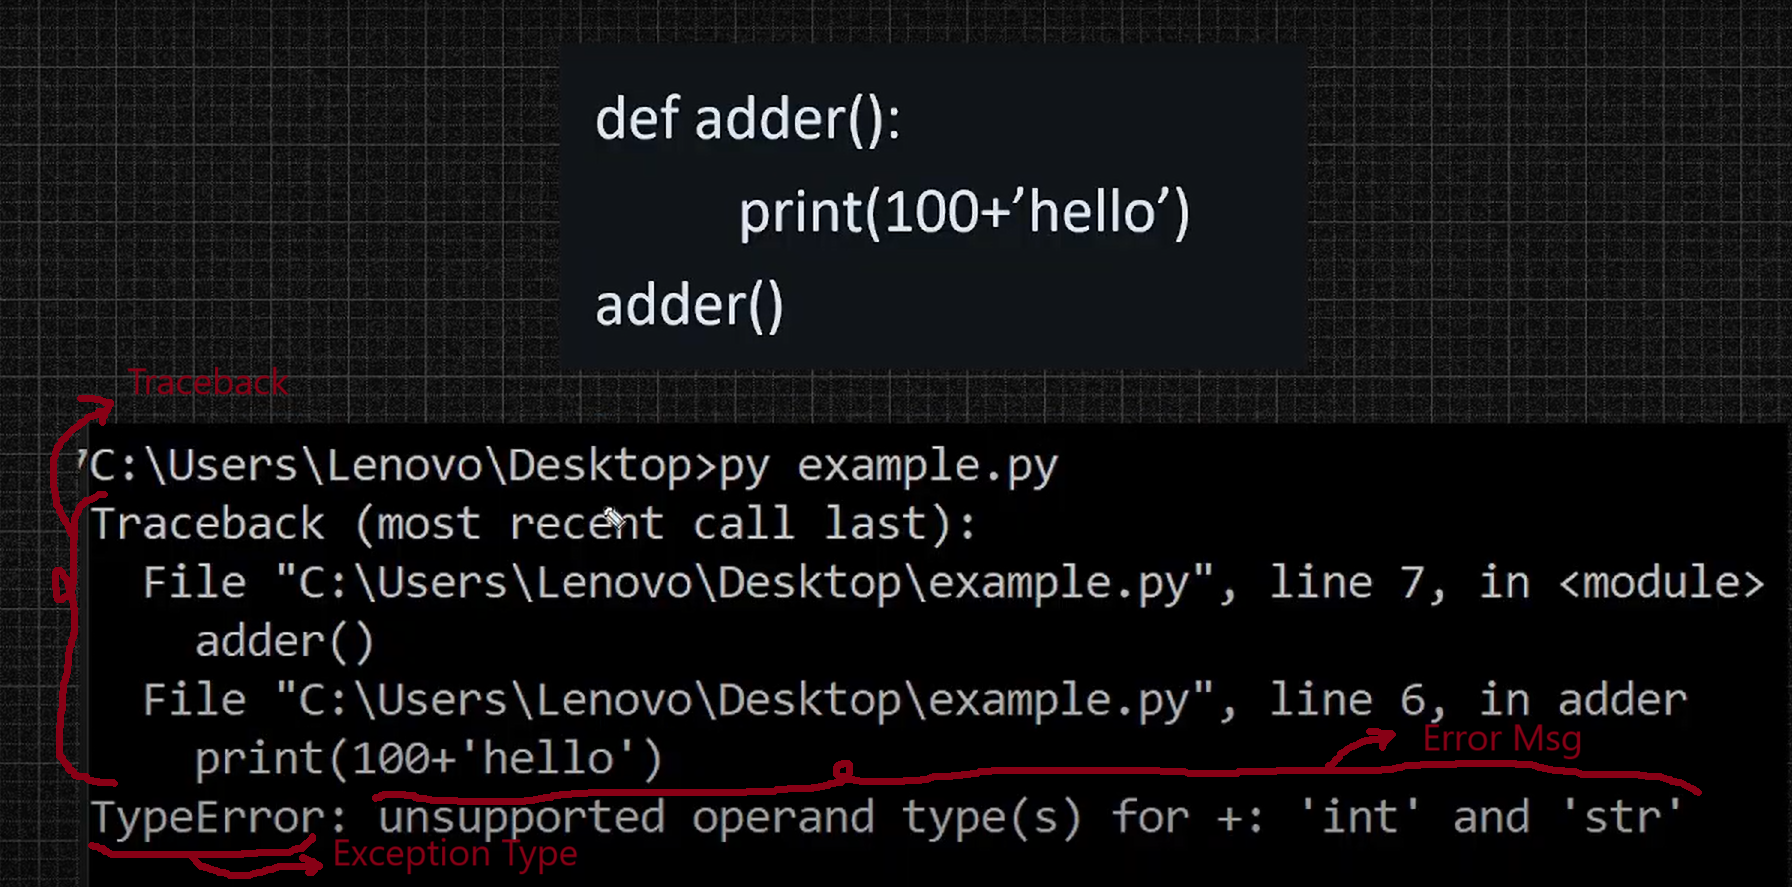 def adder():
print(100+’hello’)
adder()
Traceback
C:\Users\Lenovo\Desktop>py example.py
Traceback (most recent call last):
File "C:\Users\Lenovo\Desktop\example.py", line 7, in <module>
adder()
File "C:\Users\Lenovo\Desktop\example.py", line 6, in adder
print(100+'hello')
Error Msg
TypeError: unsupported operand type(s) for +: 'int' and 'str'
Exception Type